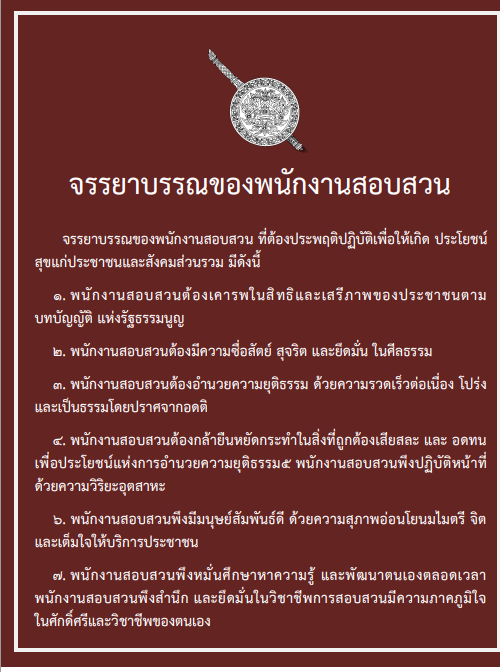 จรรยาบรรณของพนักงานสอบสวน
จรรยาบรรณของพนักงานสอบสวน ที่ต้องประพฤติปฏิบัติเพื่อให้เกิด ประโยชน์
สุขแก่ประชาชนและสังคมส่วนรวม มีดังนี้
๑. พนักงานสอบสวนต้องเคารพในสิทธิและเสรีภาพของประชาชนตาม
บทบัญญัติ แห่งรัฐธรรมนูญ
๒. พนักงานสอบสวนต้องมีความซื่อสัตย์ สุจริต และยึดมั่น ในศีลธรรม
๓. พนักงานสอบสวนต้องอำนวยความยุติธรรม ด้วยความรวดเร็วต่อเนื่อง โปร่ง
และเป็นธรรมโดยปราศจากอดติ
๔. พนักงานสอบสวนต้องกล้ายืนหยัดกระทำในสิ่งที่ถูกต้องเสียสละ และ อดทน
เพื่อประโยชน์แห่งการอำนวยความยุติธรรม๕ พนักงานสอบสวนพึงปฏิบัติหน้าที่
ด้วยความวิริยะอุตสาหะ
๖. พนักงานสอบสวนพึงมีมนุษย์สัมพันธ์ดี ด้วยความสุภาพอ่อนโยนมไมตรี จิต
และเต็มใจให้บริการประชาชน
๗. พนักงานสอบสวนพึงหมั่นศึกษาหาความรู้ และพัฒนาตนเองตลอดเวลา
พนักงานสอบสวนพึงสำนึก และยึดมั่นในวิชาชีพการสอบสวนมีความภาคภูมิใจ
ในศักดิ์ศรีและวิชาชีพของตนเอง